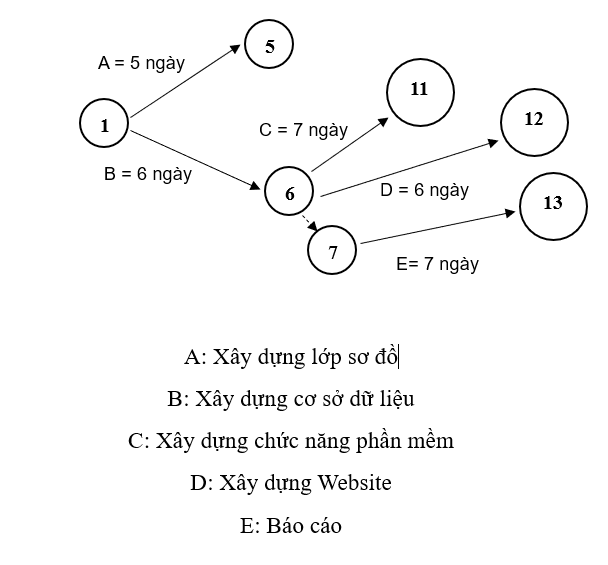 5
A = 5 ngày
11
1
12
C = 7 ngày
B = 6 ngày
6
D = 6 ngày
13
7
E= 7 ngày
A: Xây dựng lớp sơ đồ
B: Xây dựng cơ sở dữ liệu
C: Xây dựng chức năng phần mềm
D: Xây dựng Website
E: Báo cáo